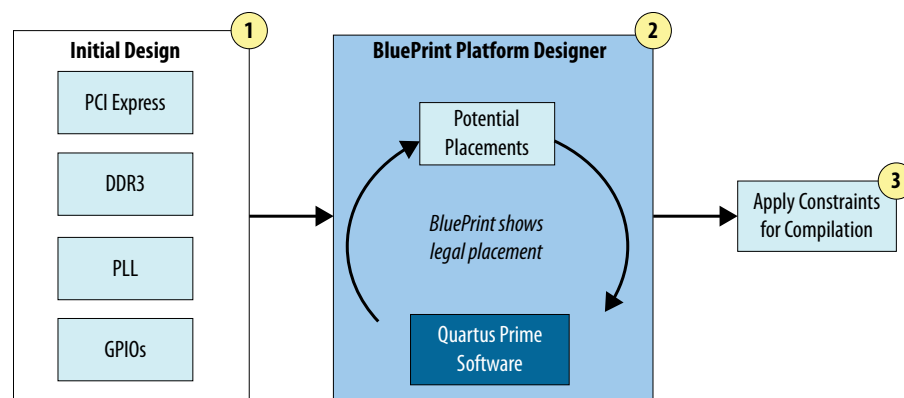 1
Initial Design
PCI Express
DDR3
PLL
GPIOs
2
BluePrint Platform Designer
Potential
Placements
BluePrint shows
legal placement
Quartus Prime
Software
3
Apply Constraints
for Compilation